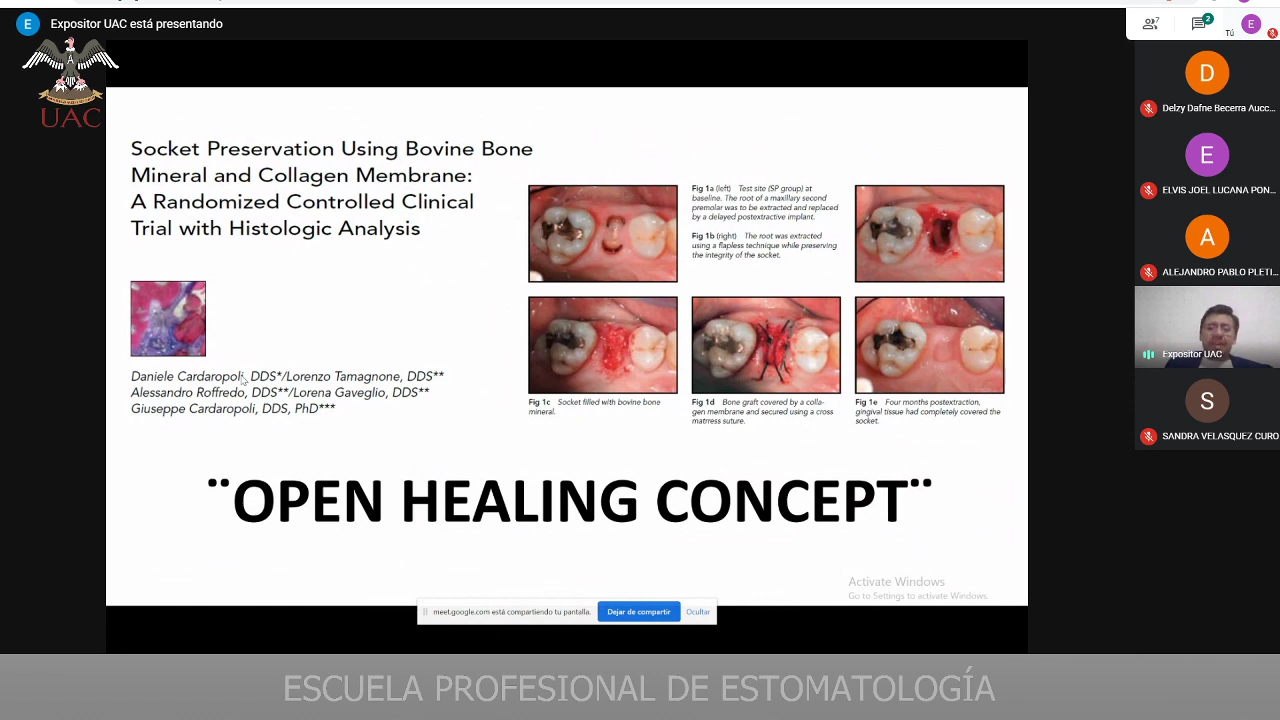 E Expositor UAC está presentando
2
Tú
E
UAC
Socket Preservation Using Bovine Bone
Mineral and Collagen Membrane:
A Randomized Controlled Clinical
Trial with Histologic Analysis
Daniele Cardaropoli, DDS*/Lorenzo Tamagnone, DDS**
Alessandro Roffredo, DDS**/Lorena Gaveglio, DDS**
Giuseppe Cardaropoli, DDS, PhD***
Fig 1a (left) Test site (SP group) at
baseline. The root of a maxillary second
premolar was to be extracted and replaced
by a delayed postextractive implant.
Fig 1b (right) The root was extracted
using a flapless technique while preserving
the integrity of the socket.
Fig 1c Socket filled with bovine bone
mineral.
Fig 1d Bone graft covered by a colla-
gen membrane and secured using a cross
matrress suture.
Fig 1e Four months postextraction,
gingival tissue had completely covered the
socket.
¨OPEN HEALING CONCEPT¨
Activate Windows
Go to Settings to activate Windows.
meet.google.com está compartiendo tu pantalla.
Dejar de compartir
Ocultar
D
Delzy Dafne Becerra Aucc...
E
ELVIS JOEL LUCANA PON...
A
ALEJANDRO PABLO PLETI...
Expositor UAC
S
SANDRA VELASQUEZ CURO
ESCUELA PROFESIONAL DE ESTOMATOLOGÍA